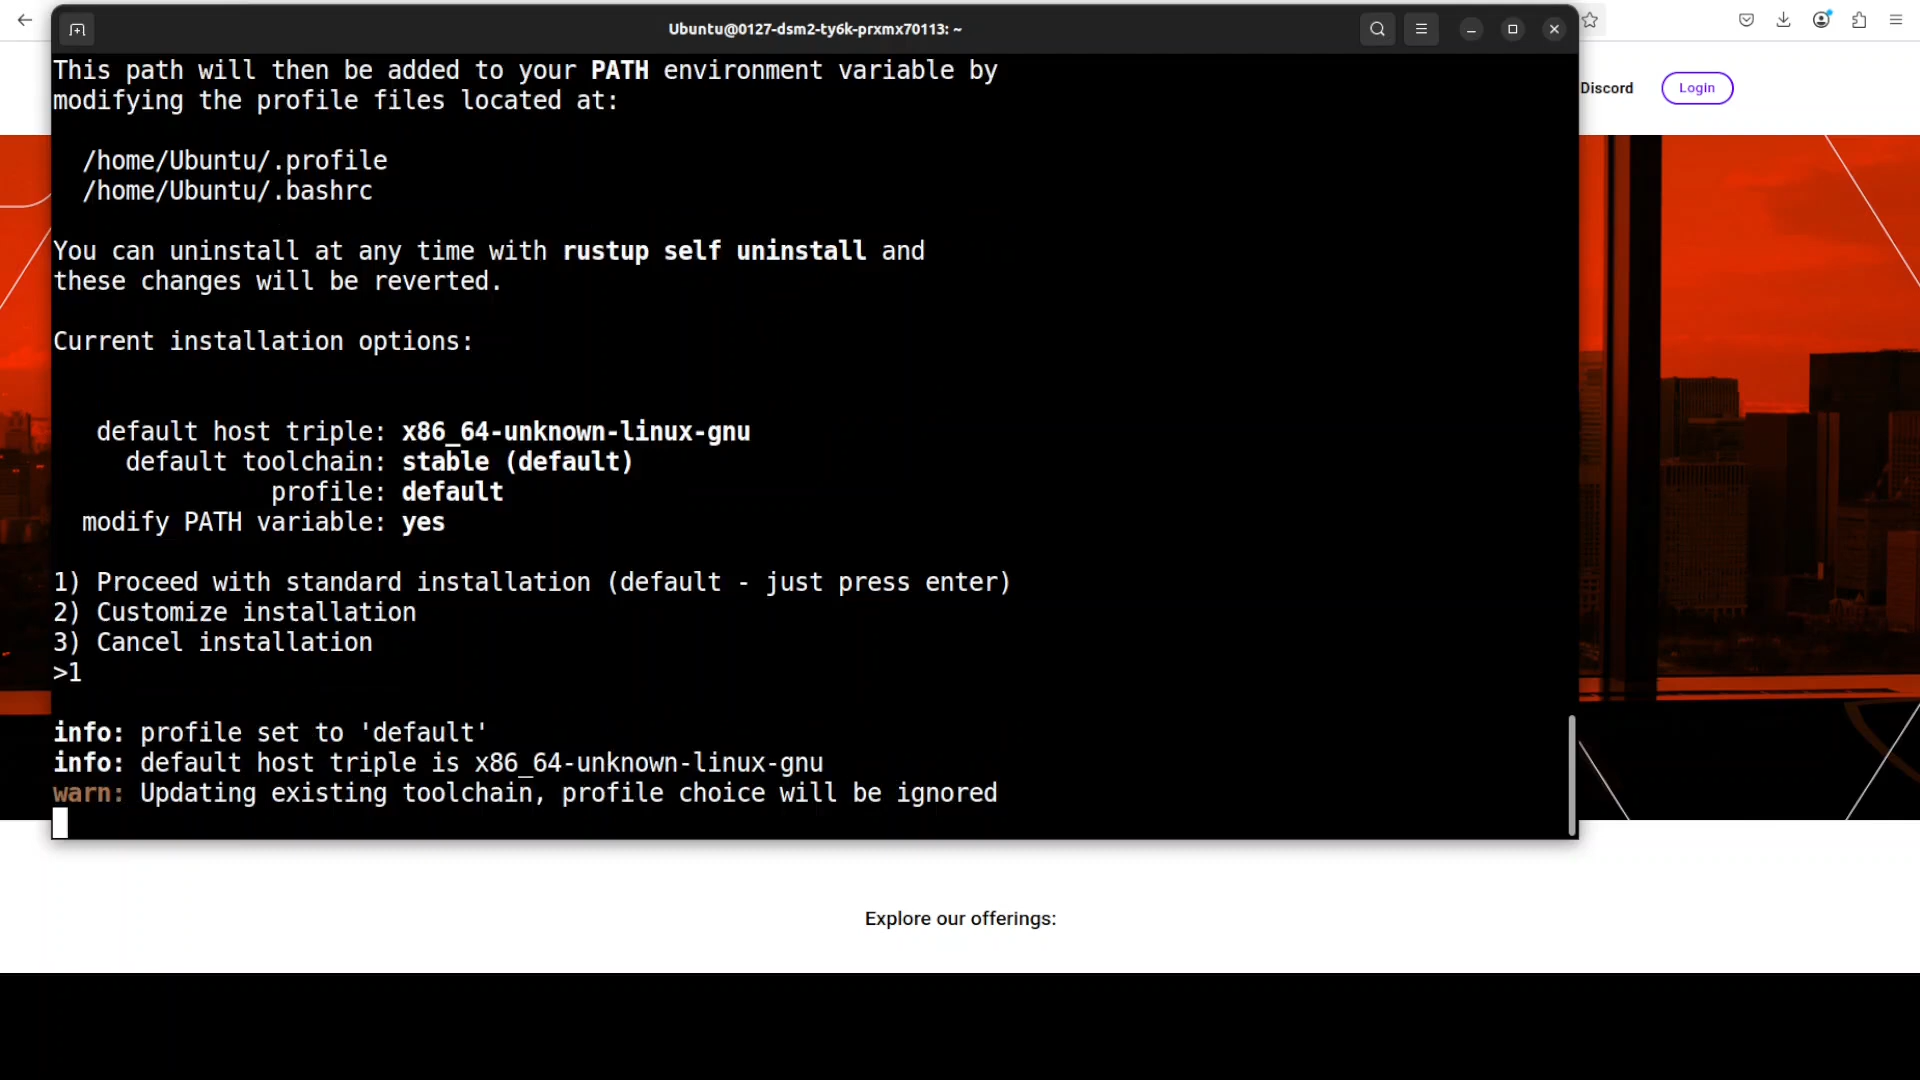 Ubuntu@0127-dsm2-ty6k-prxmx70113: ~
This path will then be added to your PATH environment variable by
modifying the profile files located at:
/home/Ubuntu/.profile
/home/Ubuntu/.bashrc
You can uninstall at any time with rustup self uninstall and
these changes will be reverted.
Current installation options:
default host triple: x86_64-unknown-linux-gnu
default toolchain: stable (default)
profile: default
modify PATH variable: yes
1) Proceed with standard installation (default - just press enter)
2) Customize installation
3) Cancel installation
>1
info: profile set to 'default'
info: default host triple is x86_64-unknown-linux-gnu
warn: Updating existing toolchain, profile choice will be ignored
Discord
Login
Explore our offerings: